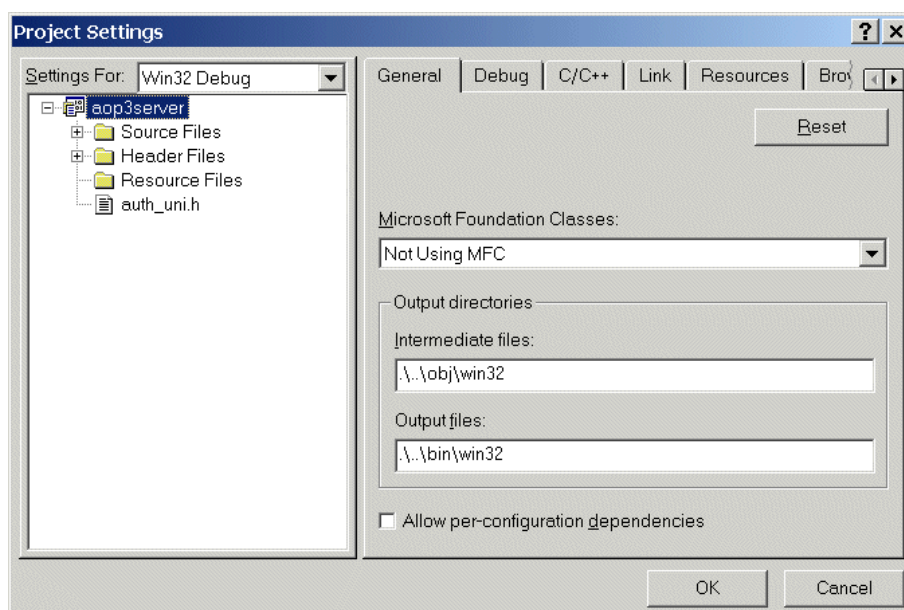 Project Settings
Settings For: Win32 Debug
aop3server
Source Files
Header Files
Resource Files
auth_uni.h
General Debug C/C++ Link Resources
Reset
Microsoft Foundation Classes:
Not Using MFC
Output directories
Intermediate files:
.\..\obj\win32
Output files:
.\..\bin\win32
Allow per-configuration dependencies
OK Cancel